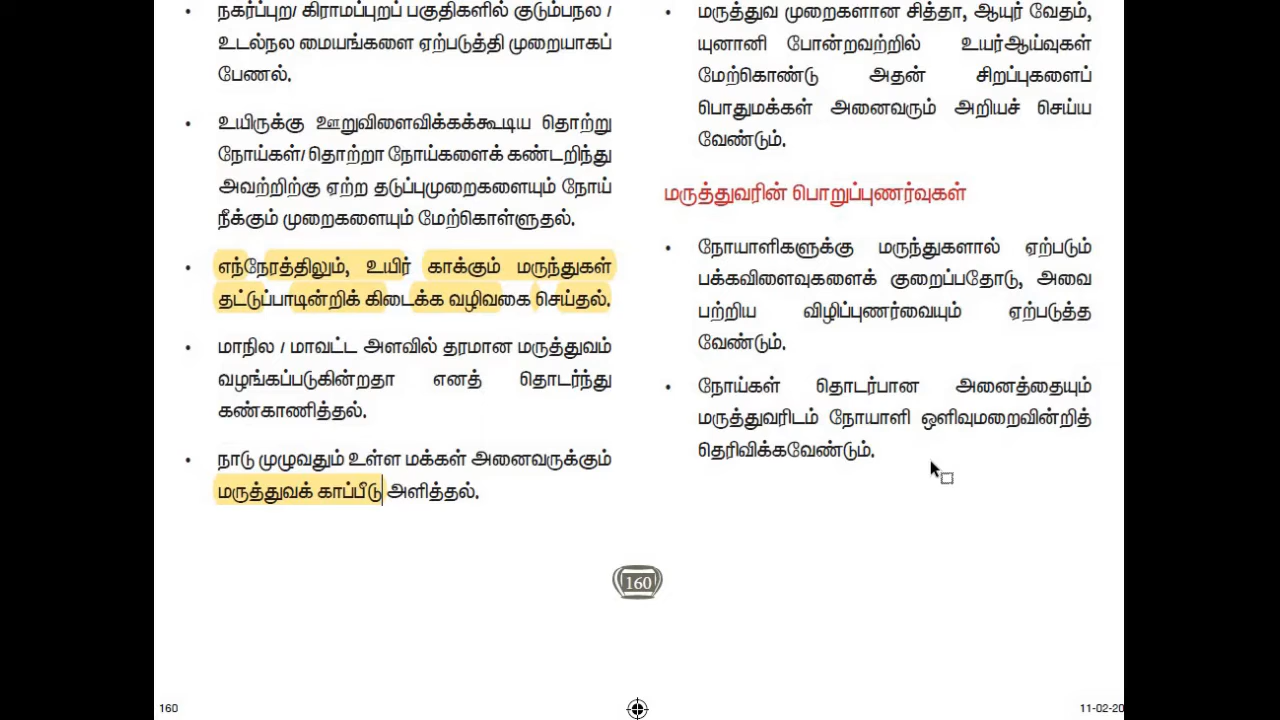 நகர்ப்புற/ கிராமப்புறப் பகுதிகளில் குடும்பநல /
உடல்நல மையங்களை ஏற்படுத்தி முறையாகப்
பேணல்.
• உயிருக்கு ஊறுவிளைவிக்கக்கூடிய தொற்று
நோய்கள்/ தொற்றா நோய்களைக் கண்டறிந்து
அவற்றிற்கு ஏற்ற தடுப்புமுறைகளையும் நோய்
நீக்கும் முறைகளையும் மேற்கொள்ளுதல்.
• எந்நேரத்திலும், உயிர் காக்கும் மருந்துகள்
தட்டுப்பாடின்றிக் கிடைக்க வழிவகை செய்தல்.
• மாநில / மாவட்ட அளவில் தரமான மருத்துவம்
வழங்கப்படுகின்றதா எனத் தொடர்ந்து
கண்காணித்தல்.
• நாடு முழுவதும் உள்ள மக்கள் அனைவருக்கும்
மருத்துவக் காப்பீடு அளித்தல்.
• மருத்துவ முறைகளான சித்தா, ஆயுர் வேதம்,
யுனானி போன்றவற்றில் உயர்ஆய்வுகள்
மேற்கொண்டு அதன் சிறப்புகளைப்
பொதுமக்கள் அனைவரும் அறியச் செய்ய
வேண்டும்.
மருத்துவரின் பொறுப்புணர்வுகள்
• நோயாளிகளுக்கு மருந்துகளால் ஏற்படும்
பக்கவிளைவுகளைக் குறைப்பதோடு, அவை
பற்றிய விழிப்புணர்வையும் ஏற்படுத்த
வேண்டும்.
• நோய்கள் தொடர்பான அனைத்தையும்
மருத்துவரிடம் நோயாளி ஒளிவுமறைவின்றித்
தெரிவிக்கவேண்டும்.
160
160
11-02-20